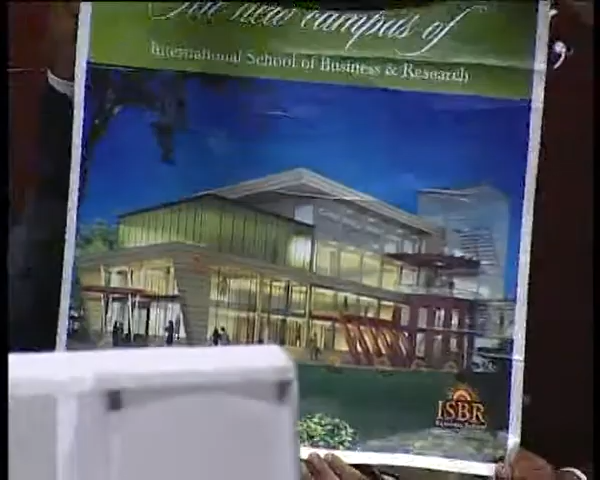 The new campus of
International School of Business & Research
ISBR